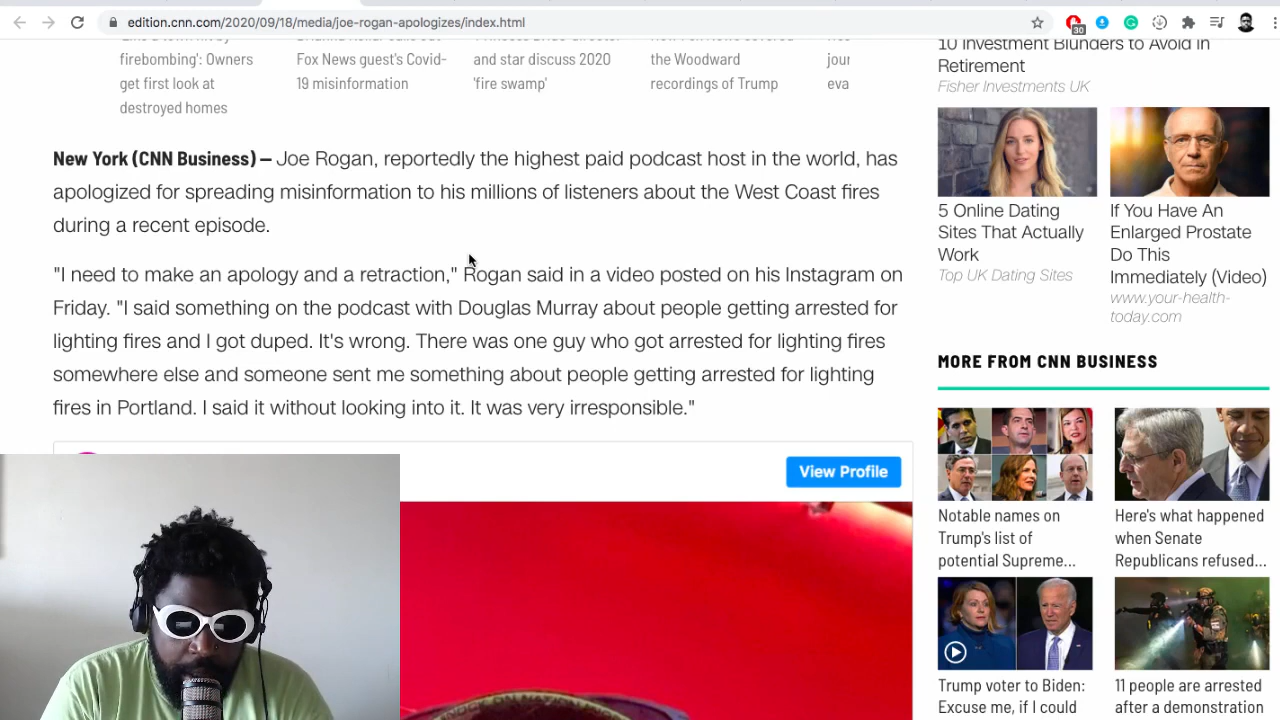 edition.cnn.com/2020/09/18/media/joe-rogan-apologizes/index.html
30
firebombing': Owners
get first look at
destroyed homes
Fox News guest's Covid-
19 misinformation
and star discuss 2020
'fire swamp'
the Woodward
recordings of Trump
jour
eva
New York (CNN Business) — Joe Rogan, reportedly the highest paid podcast host in the world, has
apologized for spreading misinformation to his millions of listeners about the West Coast fires
during a recent episode.
"I need to make an apology and a retraction," Rogan said in a video posted on his Instagram on
Friday. "I said something on the podcast with Douglas Murray about people getting arrested for
lighting fires and I got duped. It's wrong. There was one guy who got arrested for lighting fires
somewhere else and someone sent me something about people getting arrested for lighting
fires in Portland. I said it without looking into it. It was very irresponsible."
View Profile
10 Investment Blunders to Avoid in
Retirement
Fisher Investments UK
5 Online Dating
Sites That Actually
Work
Top UK Dating Sites
If You Have An
Enlarged Prostate
Do This
Immediately (Video)
www.your-health-
today.com
MORE FROM CNN BUSINESS
Notable names on
Trump's list of
potential Supreme...
Here's what happened
when Senate
Republicans refused...
Trump voter to Biden:
Excuse me, if I could
11 people are arrested
after a demonstration